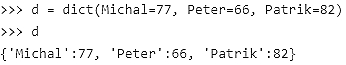 >>> d = dict(Michal=77, Peter=66, Patrik=82)
>>> d
{'Michal':77, 'Peter':66, 'Patrik':82}